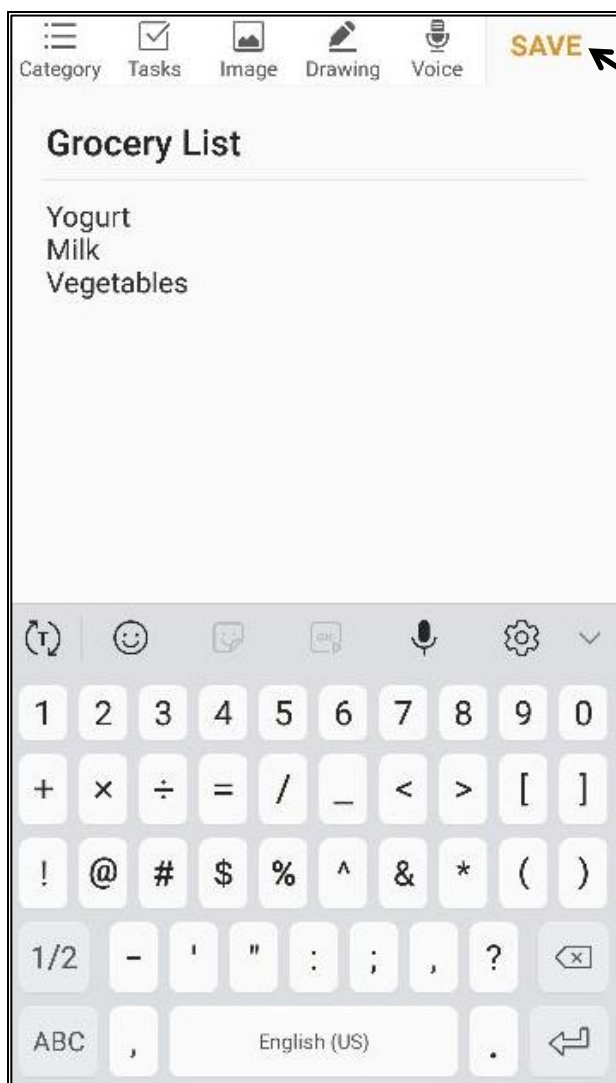 Category Tasks Image Drawing Voice SAVE
Grocery List
Yogurt
Milk
Vegetables
1 2 3 4 5 6 7 8 9 0
+ × ÷ = / _ < > [ ]
! @ # $ % ^ & * ( )
1/2 - ' " : ; , ?
ABC , English (US) .